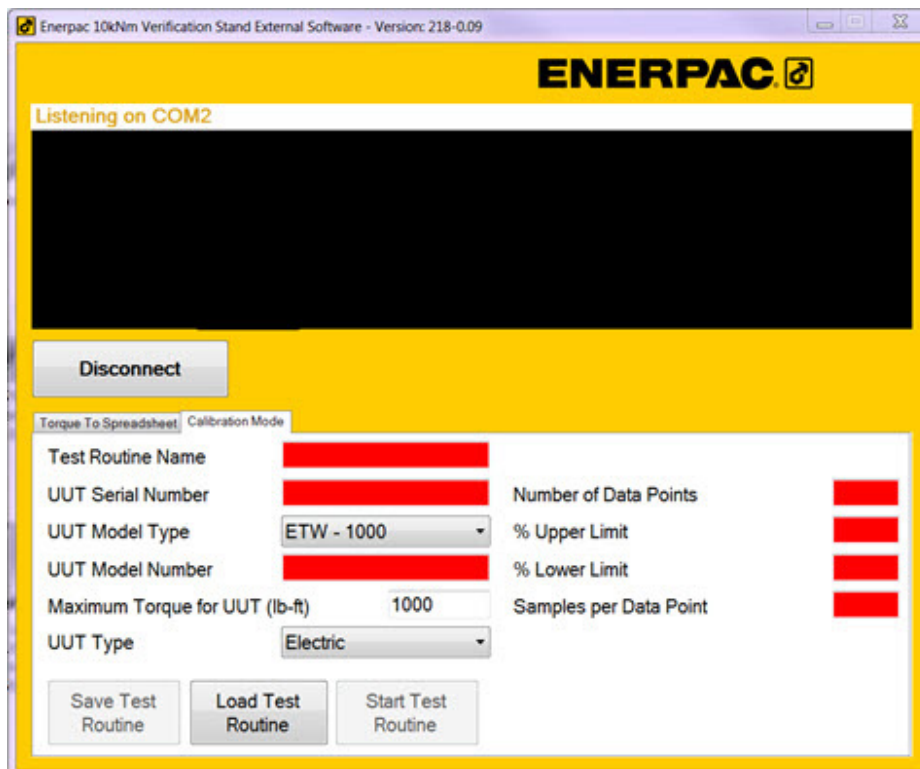 Enerpac 10kNm Verification Stand External Software - Version: 218-0.09
ENERPAC
Listening on COM2
Disconnect
Torque To Spreadsheet Calibration Mode
Test Routine Name
UUT Serial Number Number of Data Points
UUT Model Type ETW - 1000 % Upper Limit
UUT Model Number % Lower Limit
Maximum Torque for UUT (lb-ft) 1000 Samples per Data Point
UUT Type Electric
Save Test Load Test Start Test
Routine Routine Routine